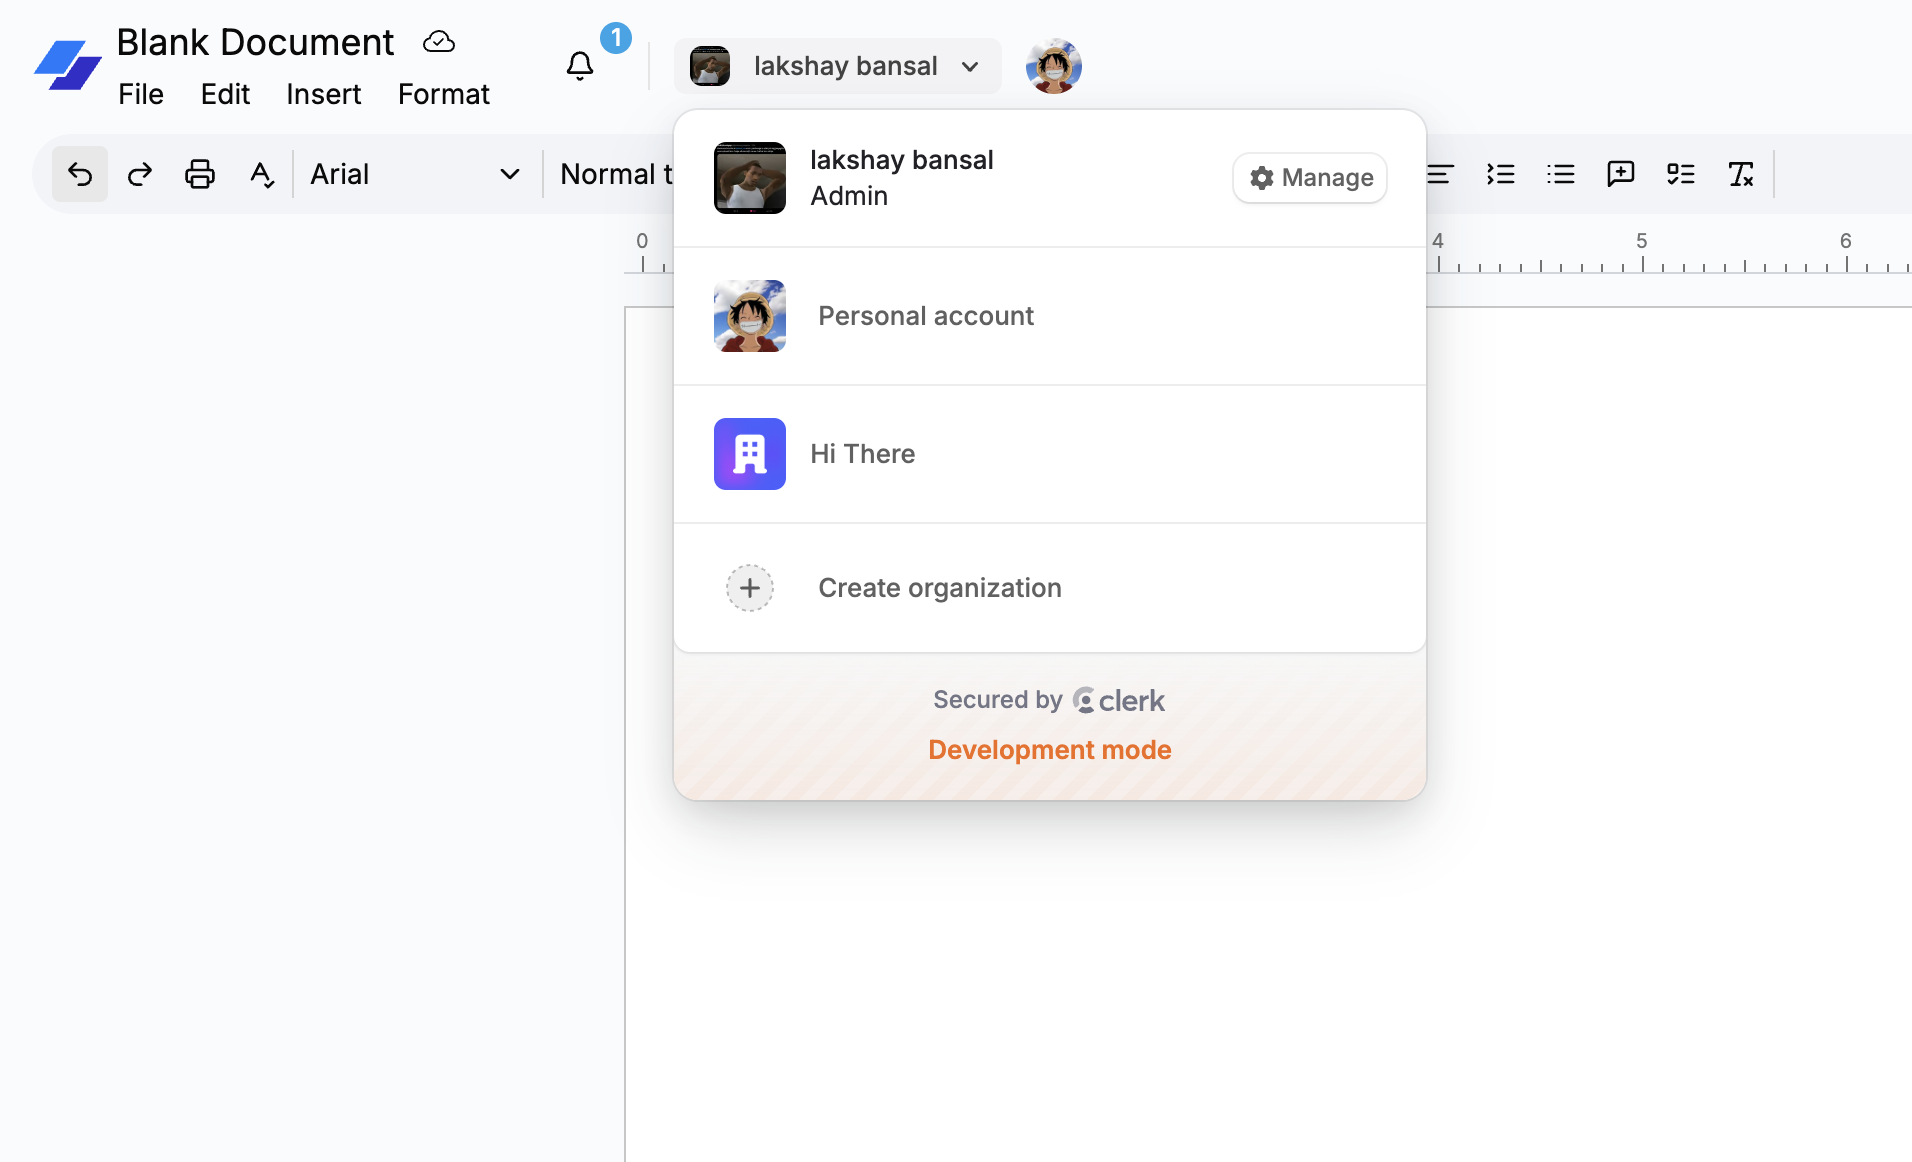 Blank Document
1
lakshay bansal
File Edit Insert Format
Arial
Normal t
lakshay bansal
Admin
Manage
0
4
5
6
Personal account
Hi There
Create organization
Secured by clerk
Development mode